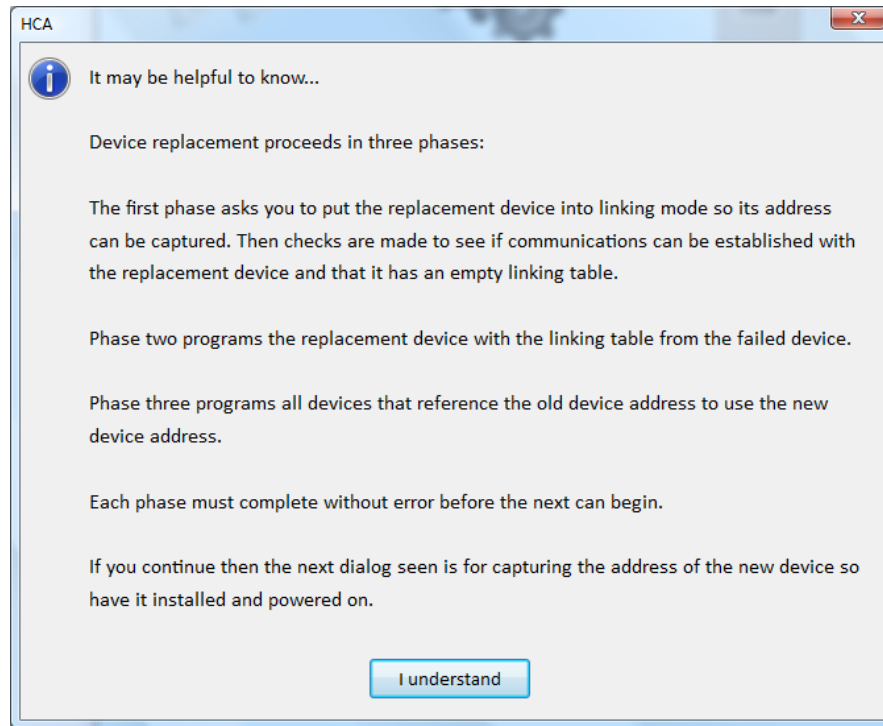 HCA
It may be helpful to know...
Device replacement proceeds in three phases:
The first phase asks you to put the replacement device into linking mode so its address
can be captured. Then checks are made to see if communications can be established with
the replacement device and that it has an empty linking table.
Phase two programs the replacement device with the linking table from the failed device.
Phase three programs all devices that reference the old device address to use the new
device address.
Each phase must complete without error before the next can begin.
If you continue then the next dialog seen is for capturing the address of the new device so
have it installed and powered on.
I understand